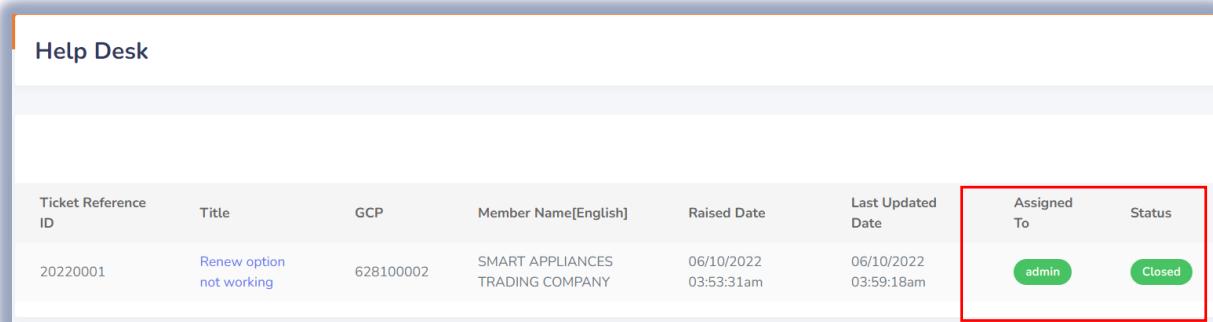 Help Desk
Ticket Reference ID Title GCP Member Name[English] Raised Date Last Updated Date Assigned To Status
20220001 Renew option not working 628100002 SMART APPLIANCES TRADING COMPANY 06/10/2022 03:53:31am 06/10/2022 03:59:18am admin Closed